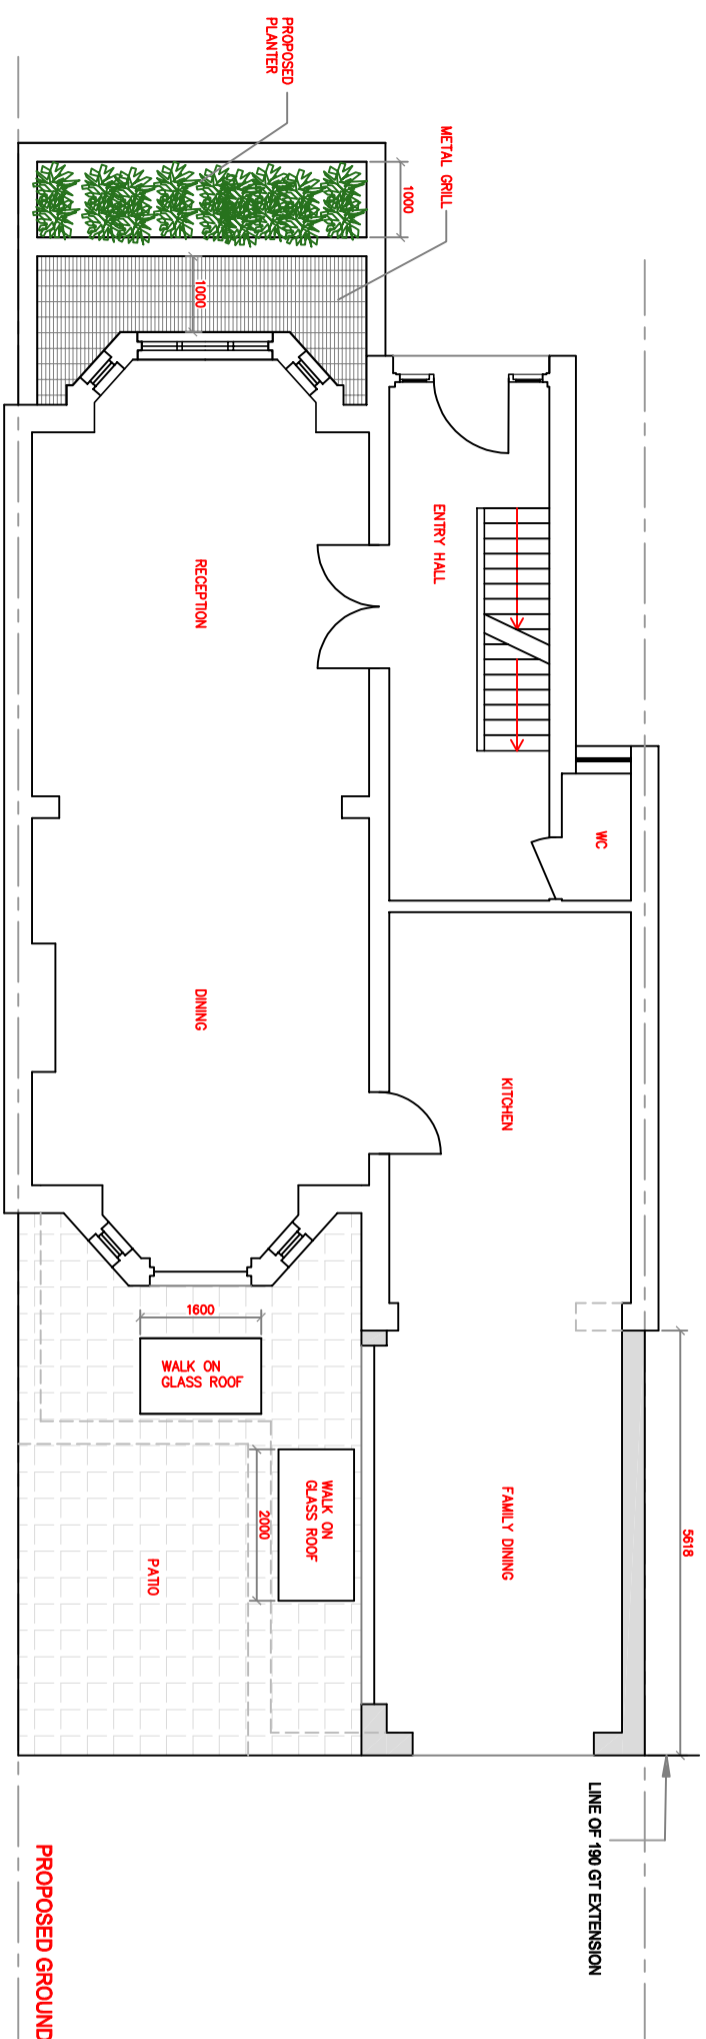 PROPOSED
PLANTER
METAL GRILL
1000
1000
ENTRY HALL
RECEPTION
WC
DINING
KITCHEN
1600
WALK ON
GLASS ROOF
WALK ON
GLASS ROOF
2000
FAMILY DINING
5618
PATIO
LINE OF 190 GT EXTENSION
PROPOSED GROUND